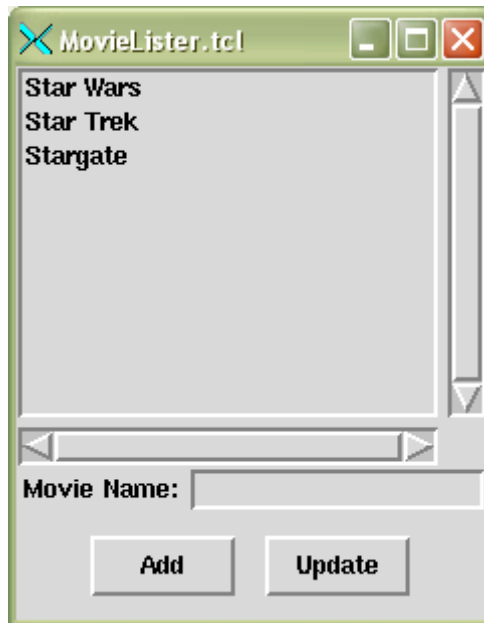 MovieLister.tcl
Star Wars
Star Trek
Stargate
Movie Name:
Add Update